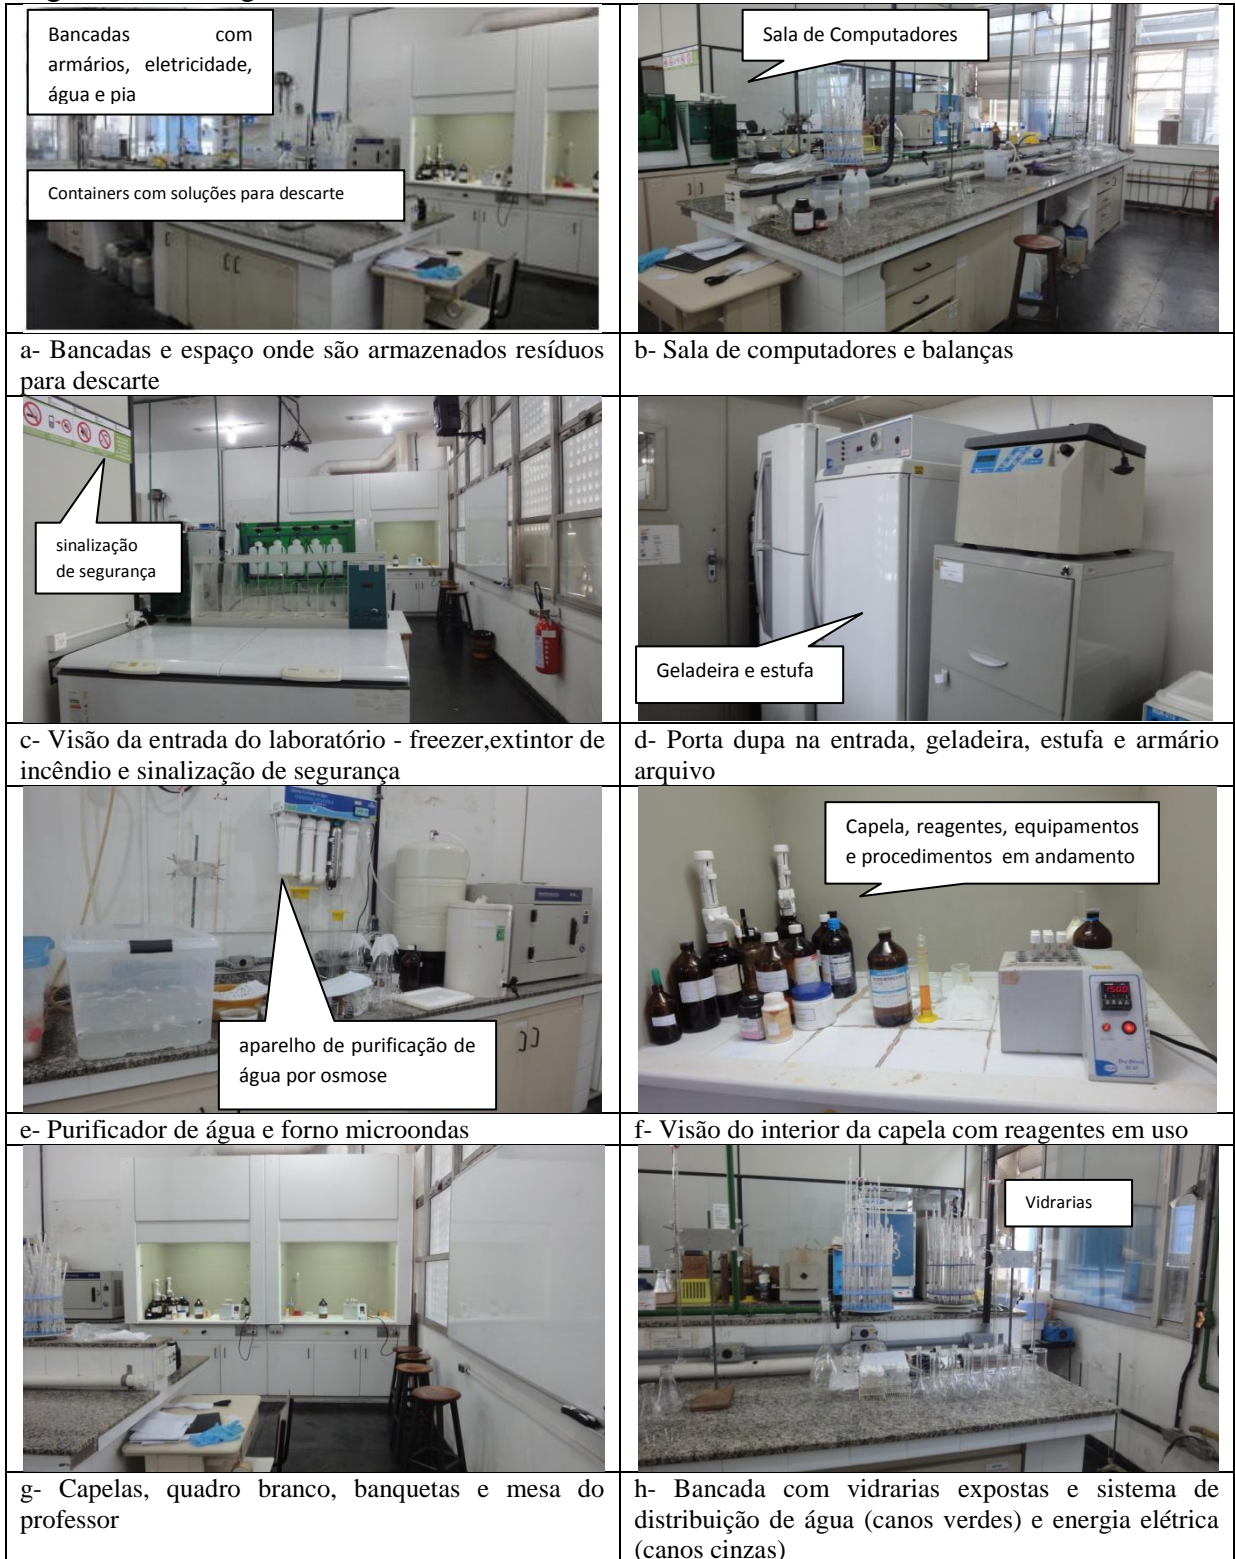 Bancadas com
armários, eletricidade,
água e pia
Containers com soluções para descarte
Sala de Computadores
a- Bancadas e espaço onde são armazenados resíduos
para descarte
b- Sala de computadores e balanças
sinalização
de segurança
Geladeira e estufa
c- Visão da entrada do laboratório - freezer,extintor de
incêndio e sinalização de segurança
d- Porta dupa na entrada, geladeira, estufa e armário
arquivo
aparelho de purificação de
água por osmose
Capela, reagentes, equipamentos
e procedimentos em andamento
e- Purificador de água e forno microondas
f- Visão do interior da capela com reagentes em uso
Vidrarias
g- Capelas, quadro branco, banquetas e mesa do
professor
h- Bancada com vidrarias expostas e sistema de
distribuição de água (canos verdes) e energia elétrica
(canos cinzas)